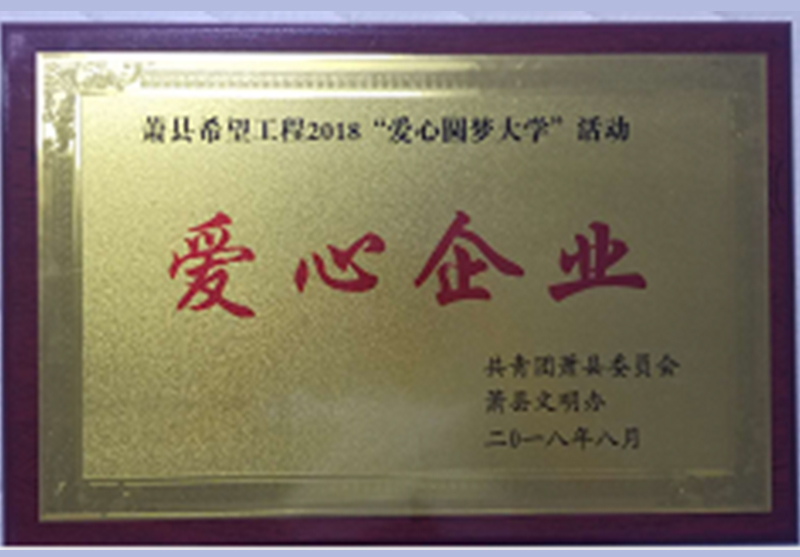 萧县希望工程2018“爱心圆梦大学”活动
爱心企业
共青团萧县委员会
萧县文明办
二0一八年八月